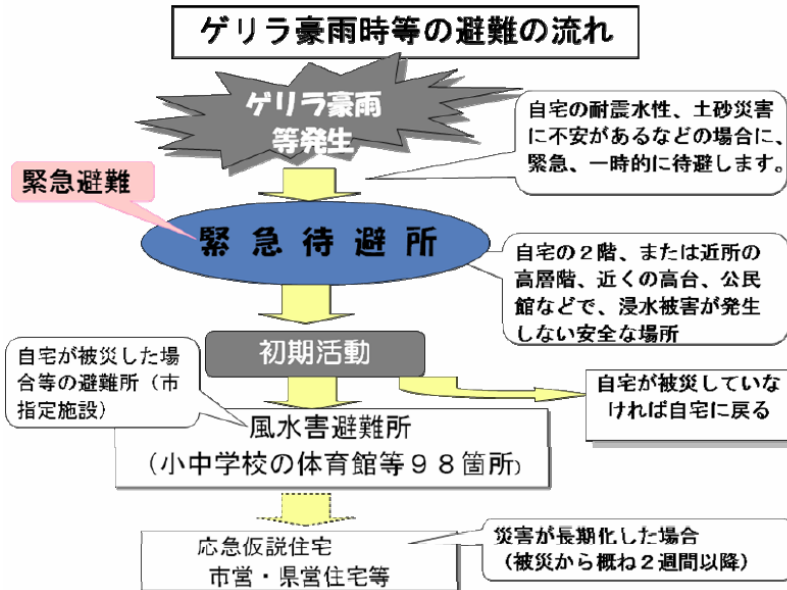 ゲリラ豪雨時等の避難の流れ
ゲリラ豪雨
等発生
自宅の耐震水性、土砂災害
に不安があるなどの場合に、
緊急、一時的に待避します。
緊急避難
緊急待避所
自宅の２階、または近所の
高層階、近くの高台、公民
館などで、浸水被害が発生
しない安全な場所
初期活動
自宅が被災した場
合等の避難所（市
指定施設）
自宅が被災していな
ければ自宅に戻る
風水害避難所
（小中学校の体育館等９８箇所）
応急仮説住宅
市営・県営住宅等
災害が長期化した場合
（被災から概ね２週間以降）